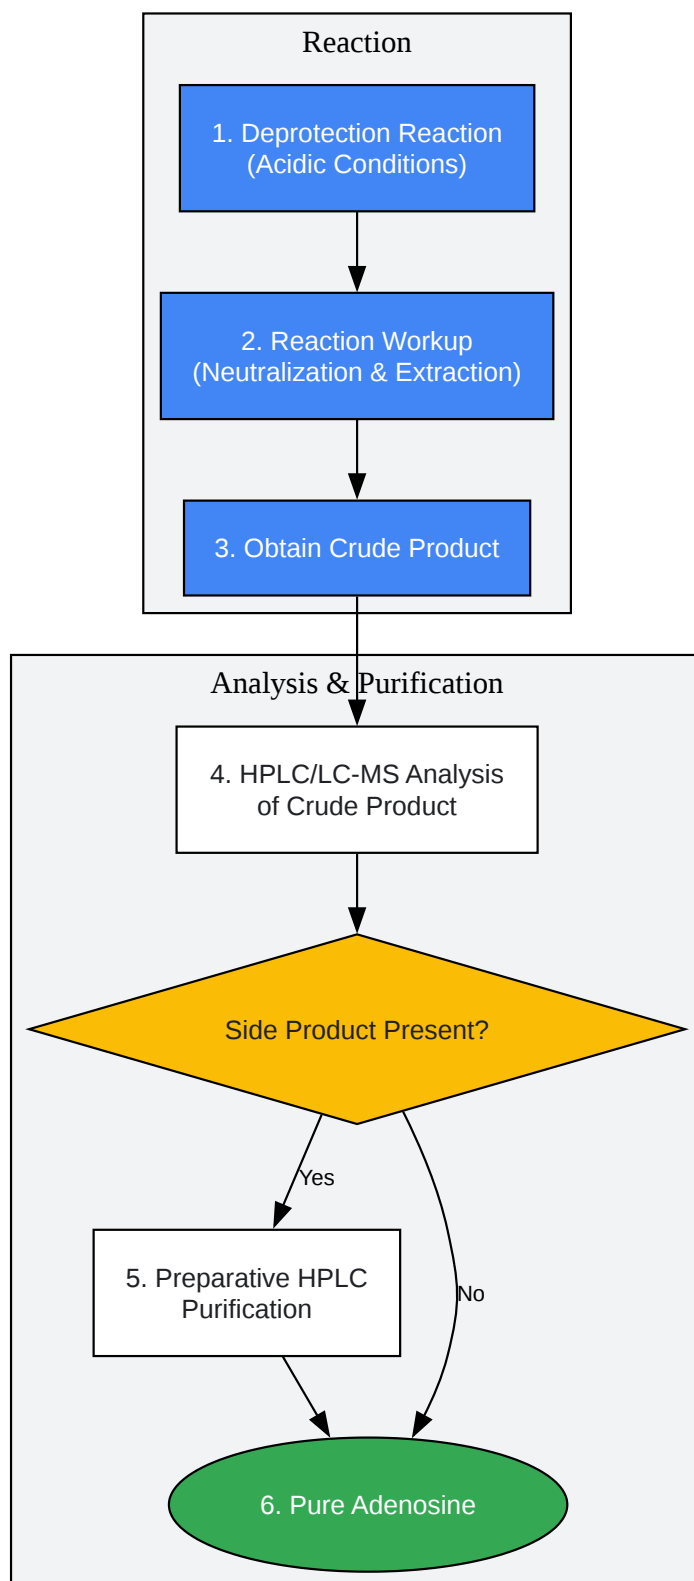 Reaction
1. Deprotection Reaction
(Acidic Conditions)
2. Reaction Workup
(Neutralization & Extraction)
3. Obtain Crude Product
Analysis & Purification
4. HPLC/LC-MS Analysis
of Crude Product
Side Product Present?
Yes
5. Preparative HPLC
Purification
No
6. Pure Adenosine